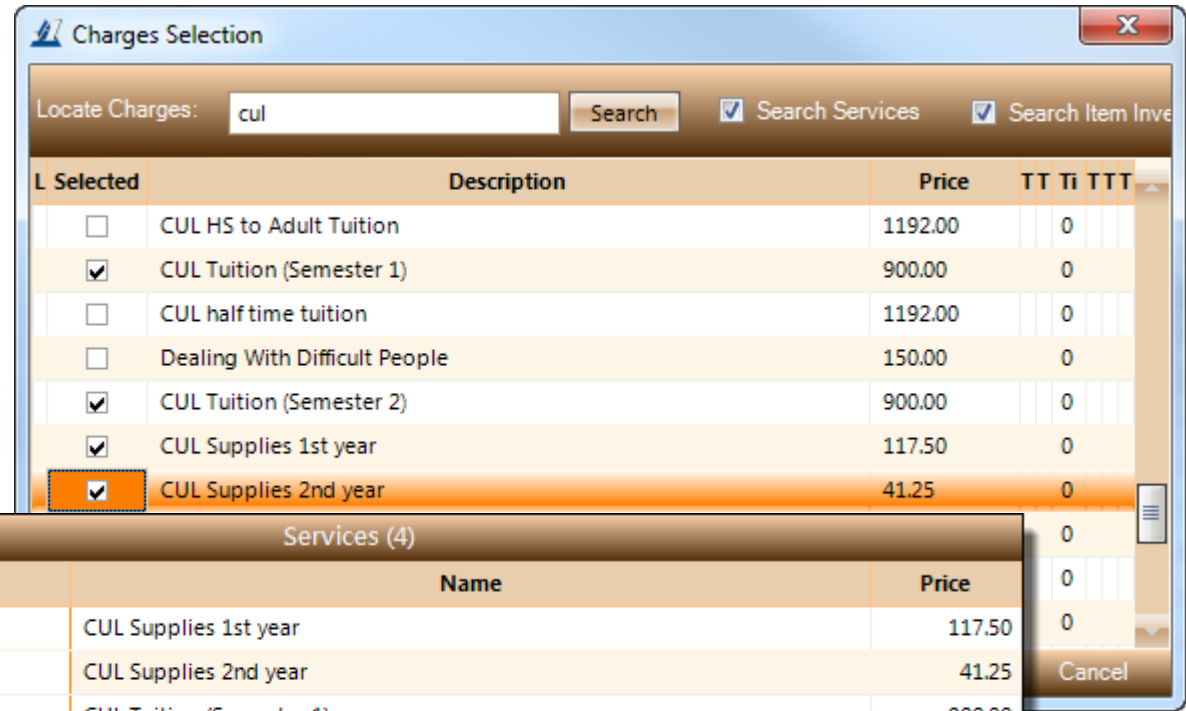 Charges Selection
Locate Charges: cul Search Search Services Search Item Inve
L Selected Description Price T T Ti T T T
CUL HS to Adult Tuition 1192.00 0
CUL Tuition (Semester 1) 900.00 0
CUL half time tuition 1192.00 0
Dealing With Difficult People 150.00 0
CUL Tuition (Semester 2) 900.00 0
CUL Supplies 1st year 117.50 0
CUL Supplies 2nd year 41.25 0
Services (4) 0
Name Price 0
CUL Supplies 1st year 117.50 0
CUL Supplies 2nd year 41.25 Cancel